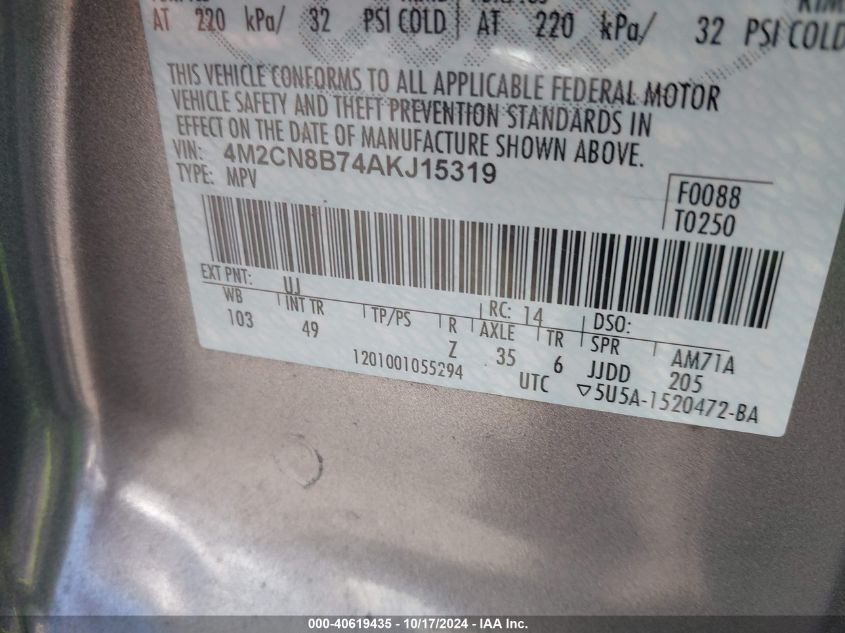 AT 220 kPa/ 32 PSI COLD AT 220 kPa/ 32 PSI COLD
THIS VEHICLE CONFORMS TO ALL APPLICABLE FEDERAL MOTOR
VEHICLE SAFETY AND THEFT PREVENTION STANDARDS IN
EFFECT ON THE DATE OF MANUFACTURE SHOWN ABOVE.
VIN: 4M2CN8B74AKJ15319
TYPE: MPV
F0088
T0250
EXT PNT: UJ RC: 14 DSO:
WB INT TR TP/PS R AXLE TR SPR AM71A
103 49 Z 35 6 JJDD 205
1201001055294 UTC ▽5U5A-1520472-BA
000-40619435 - 10/17/2024 - IAA Inc.